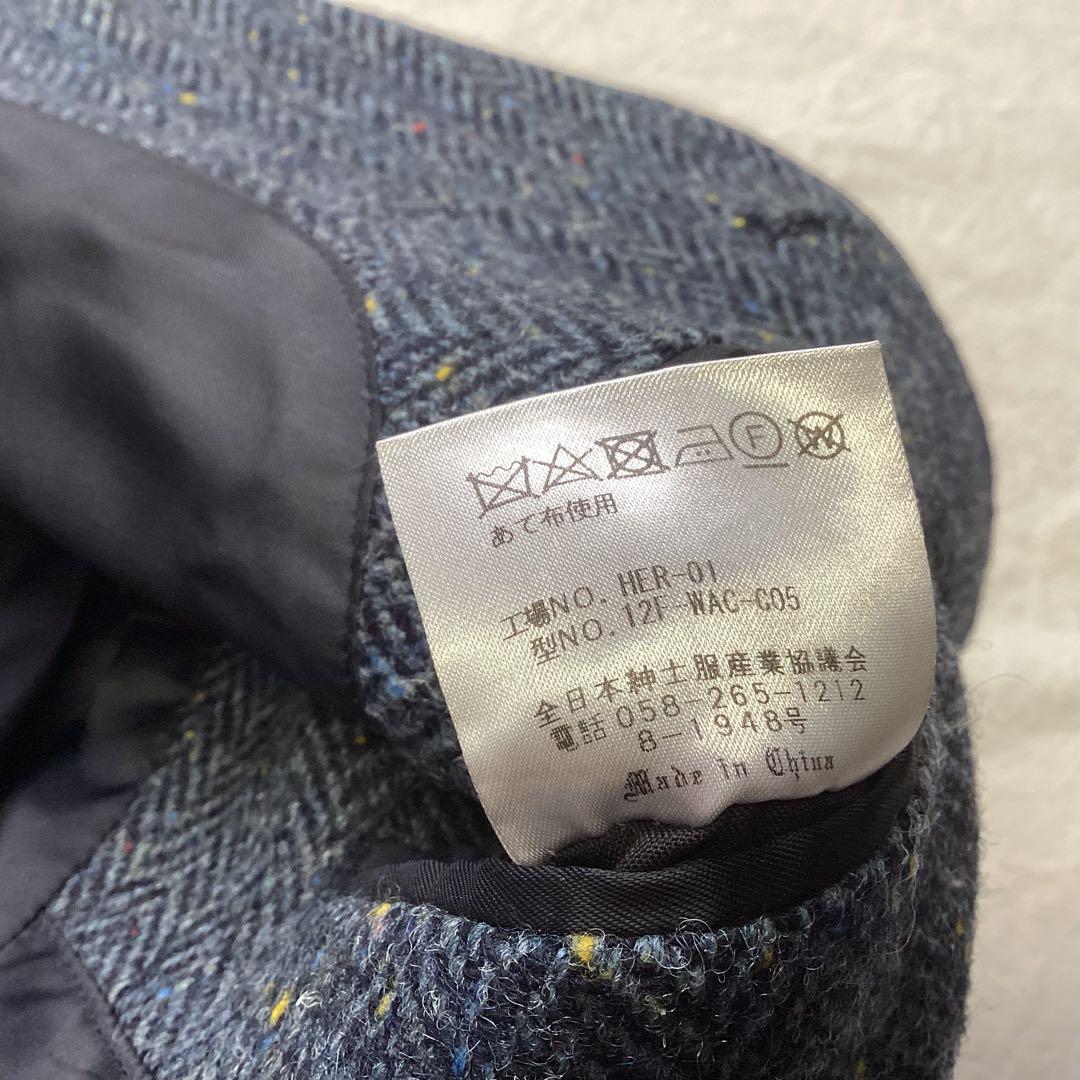 F W
あて布使用
工場NO. HER-01
型NO. 12F-WAC-C05
全日本紳士服産業協議会
電話 058-265-1212
8-1948号
Made in China